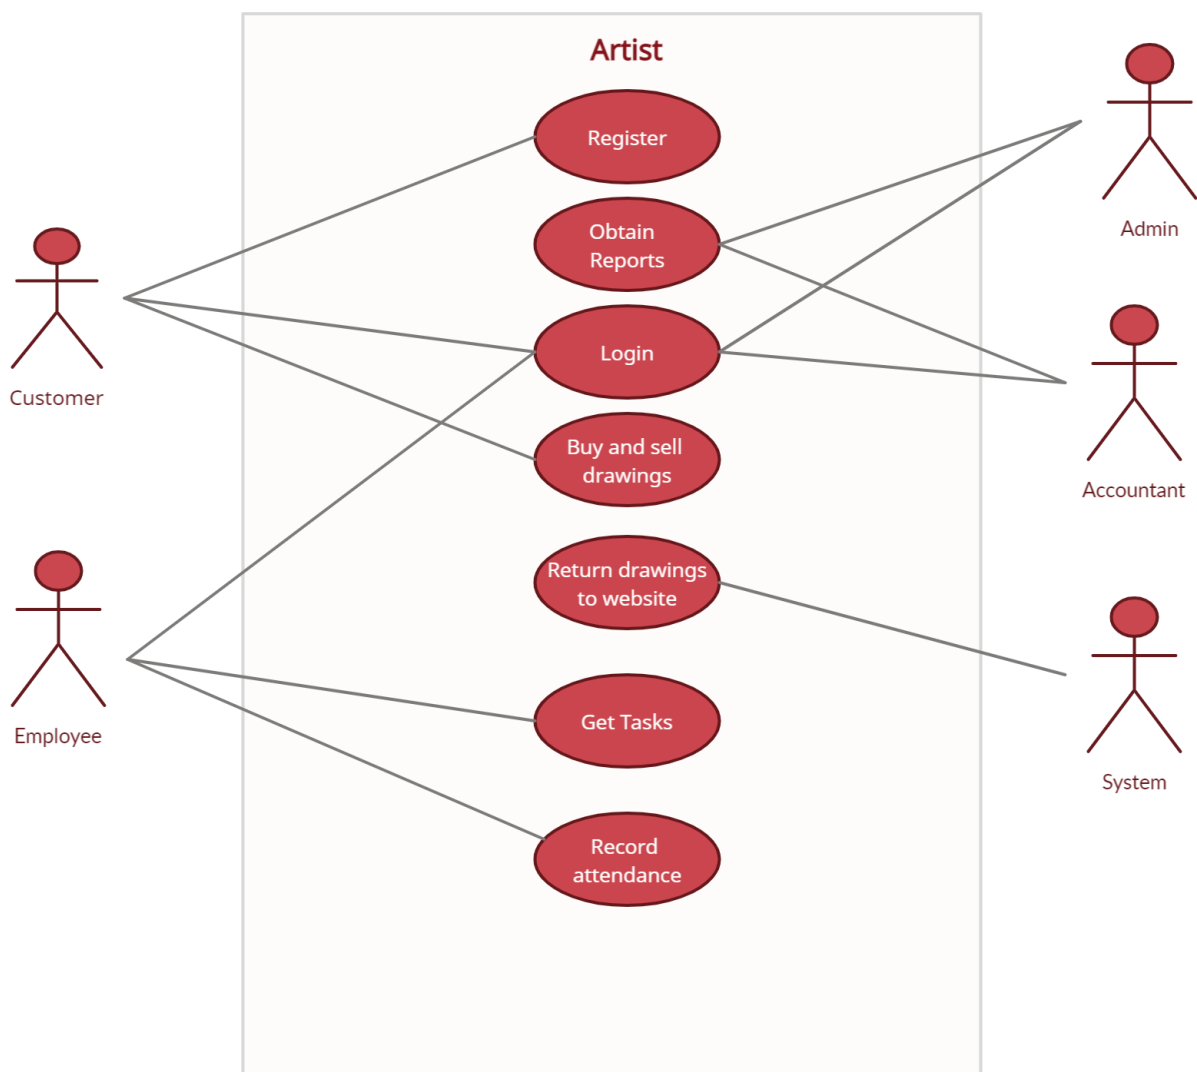 Artist
Register
Obtain
Reports
Login
Buy and sell
drawings
Return drawings
to website
Get Tasks
Record
attendance
Customer
Employee
Admin
Accountant
System